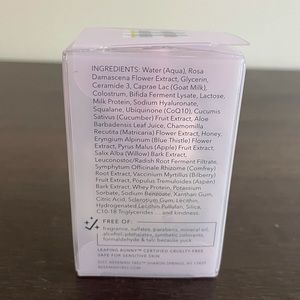 INGREDIENTS: Water (Aqua), Rosa
Damascena Flower Extract, Glycerin,
Ceramide 3, Caprae Lac (Goat Milk),
Colostrum, Bifida Ferment Lysate, Lactose,
Milk Protein, Sodium Hyaluronate,
Squalane, Ubiquinone (CoQ10), Cucumis
Sativus (Cucumber) Fruit Extract, Aloe
Barbadensis Leaf Juice, Chamomilla
Recutita (Matricaria) Flower Extract, Honey,
Eryngium Alpinum (Blue Thistle) Flower
Extract, Pyrus Malus (Apple) Fruit Extract,
Salix Alba (Willow) Bark Extract,
Leuconostoc/Radish Root Ferment Filtrate,
Symphytum Officinale Rhizome (Comfrey)
Root Extract, Vaccinium Myrtillus (Bilberry)
Fruit Extract, Populus Tremuloides (Aspen)
Bark Extract, Whey Protein, Potassium
Sorbate, Sodium Benzoate, Xanthan Gum,
Citric Acid, Sclerotium Gum, Lecithin,
Hydrogenated Lecithin, Pullulan, Silica,
C10-18 Triglycerides ... and kindness.
FREE OF:
fragrance, sulfates, parabens, mineral oil,
alcohol, phthalates, synthetic colorants,
formaldehyde & talc because yuck
LEAPING BUNNY CERTIFIED CRUELTY-FREE
SAFE FOR SENSITIVE SKIN
SHARON SPRINGS, NY